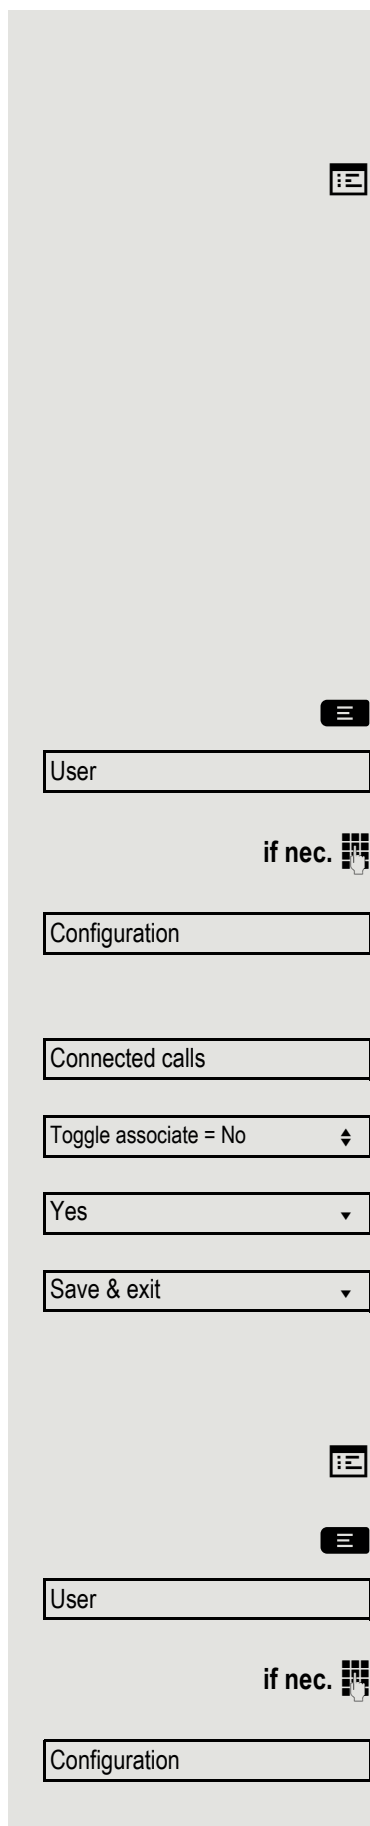 User
if nec.
Configuration
Connected calls
Toggle associate = No
Yes
Save & exit
User
if nec.
Configuration